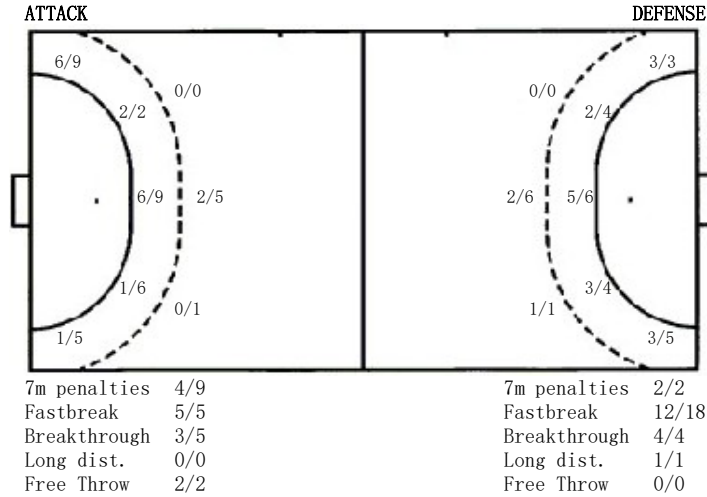 ATTACK DEFENSE
6/9 3/3
0/0 0/0
2/2 2/4
6/9 2/5 2/6 5/6
1/6 3/4
0/1 1/1
1/5 3/5
7m penalties 4/9 7m penalties 2/2
Fastbreak 5/5 Fastbreak 12/18
Breakthrough 3/5 Breakthrough 4/4
Long dist. 0/0 Long dist. 1/1
Free Throw 2/2 Free Throw 0/0